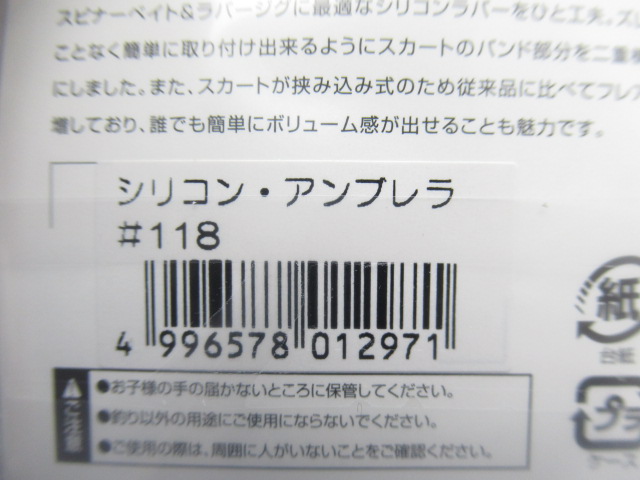 スピナーベイト&ラバージグに最適なシリコンラバーをひと工夫。
ことなく簡単に取り付け出来るようにスカートのバンド部分を二重
にしました。また、スカートが挟み込み式のため従来品に比べてフレア
増しており、誰でも簡単にボリューム感が出せることも魅力です。
シリコン・アンブレラ
#118
4 996578 012971
ご注意
●お子様の手の届かないところに保管してください。
●釣り以外の用途にご使用にならないでください。
●ご使用の際は、周囲に人がいないことをご確認ください。
紙
台紙
プラ
ケース